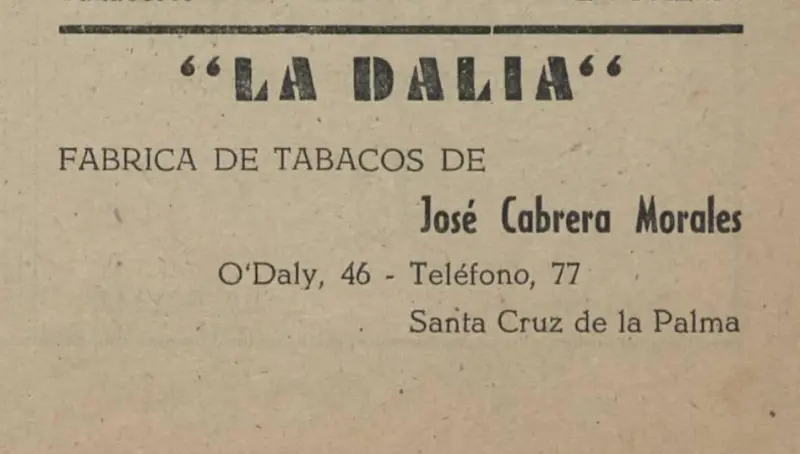 “LA DALIA“
FABRICA DE TABACOS DE
José Cabrera Morales
O‘Daly, 46 - Teléfono, 77
Santa Cruz de la Palma